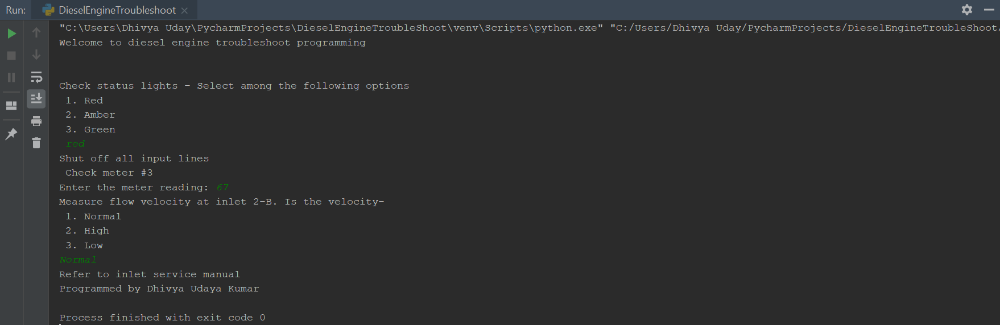 Run: DieselEngineTroubleshoot
"C:\Users\Dhivya Uday\PycharmProjects\DieselEngineTroubleShoot\venv\Scripts\python.exe" "C:/Users/Dhivya Uday/PycharmProjects/DieselEngineTroubleShoot/
Welcome to diesel engine troubleshoot programming
Check status lights - Select among the following options
1. Red
2. Amber
3. Green
red
Shut off all input lines
Check meter #3
Enter the meter reading: 67
Measure flow velocity at inlet 2-B. Is the velocity-
1. Normal
2. High
3. Low
Normal
Refer to inlet service manual
Programmed by Dhivya Udaya Kumar
Process finished with exit code 0